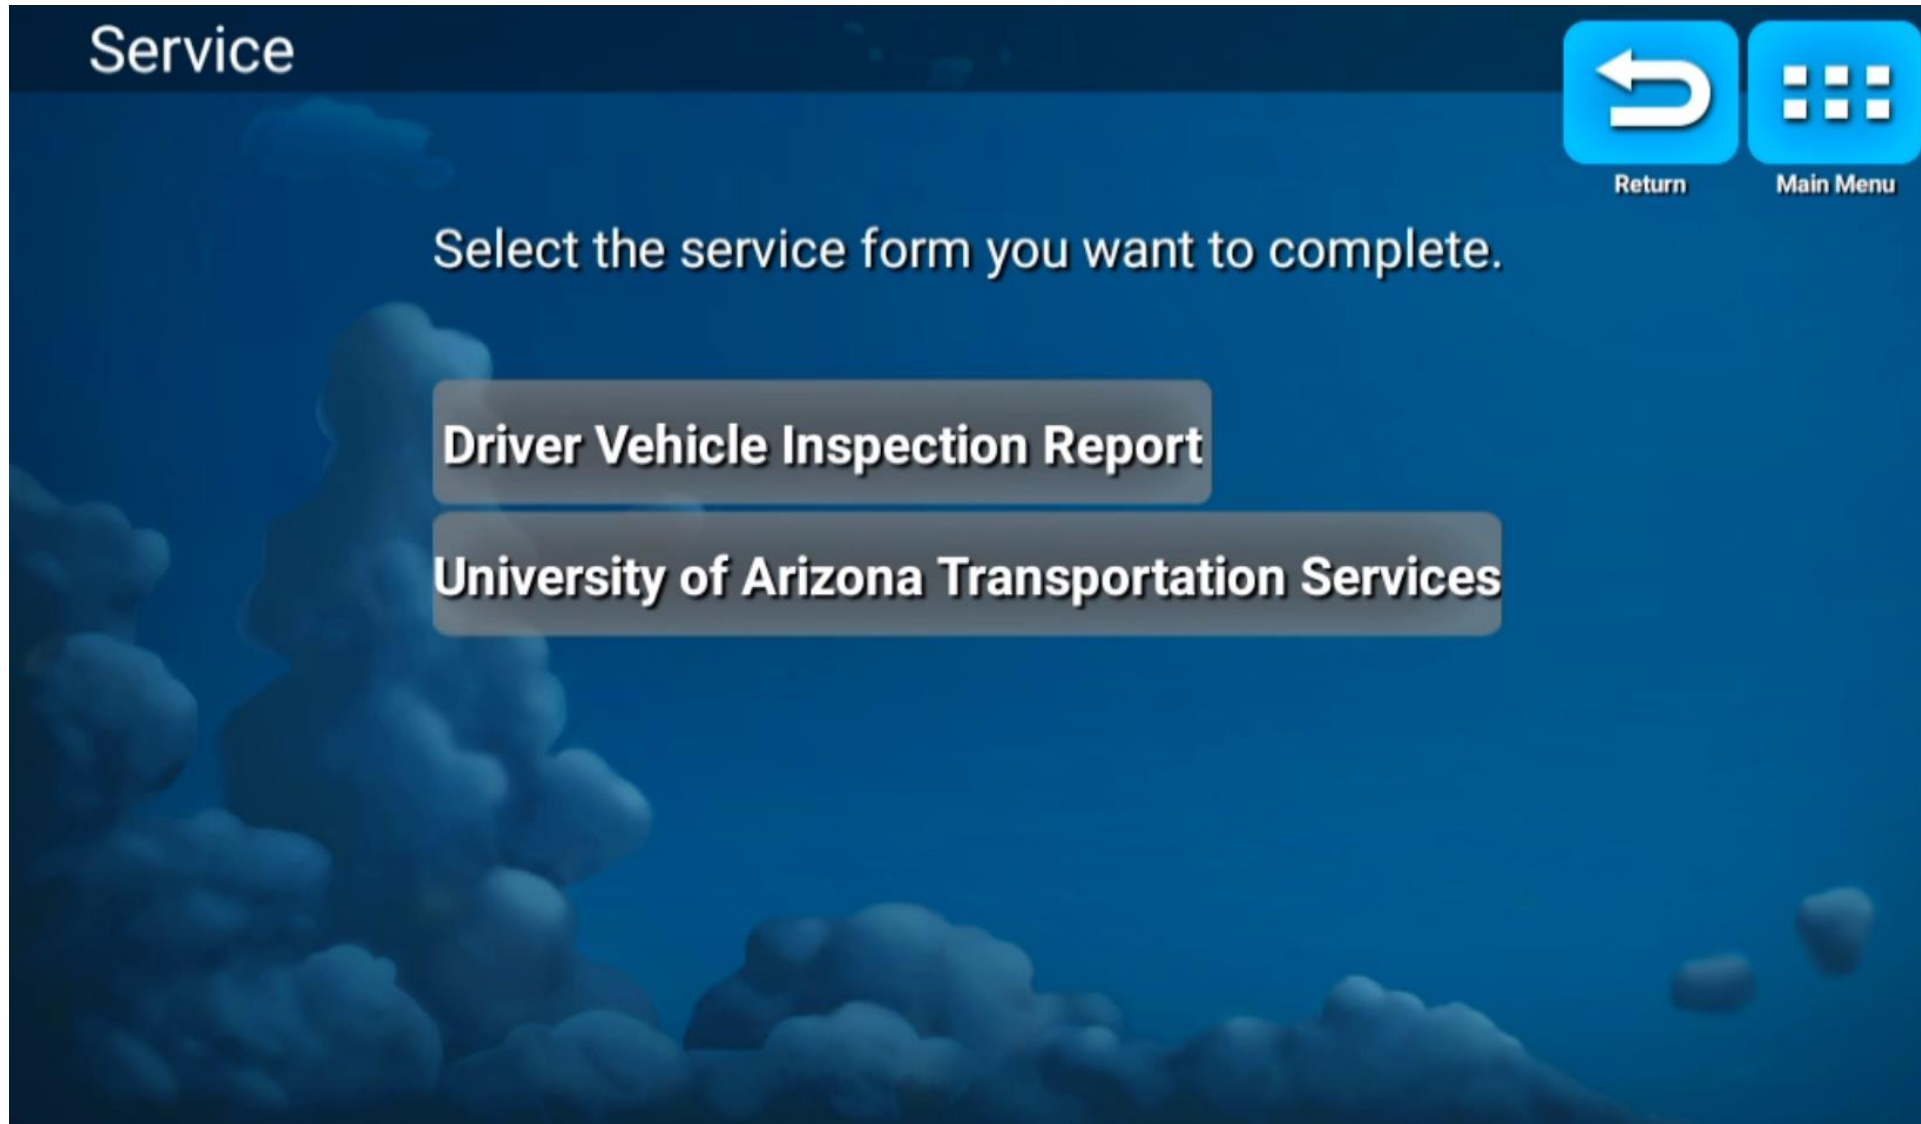 Service
Return
Main Menu
Select the service form you want to complete.
Driver Vehicle Inspection Report
University of Arizona Transportation Services